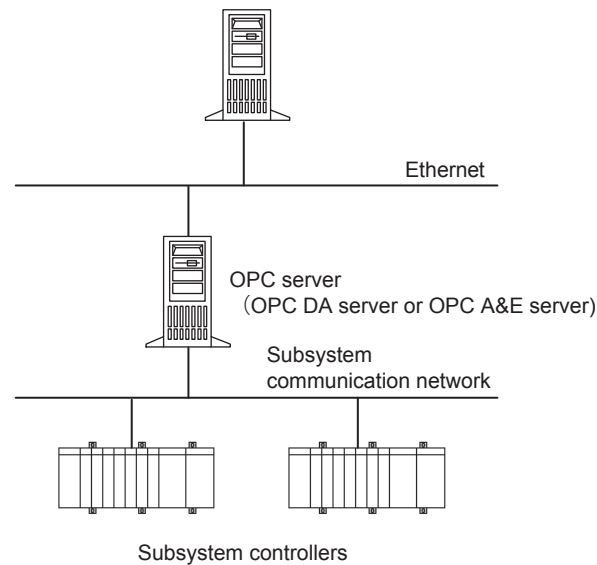 Ethernet
OPC server
（OPC DA server or OPC A&E server)
Subsystem
communication network
Subsystem controllers